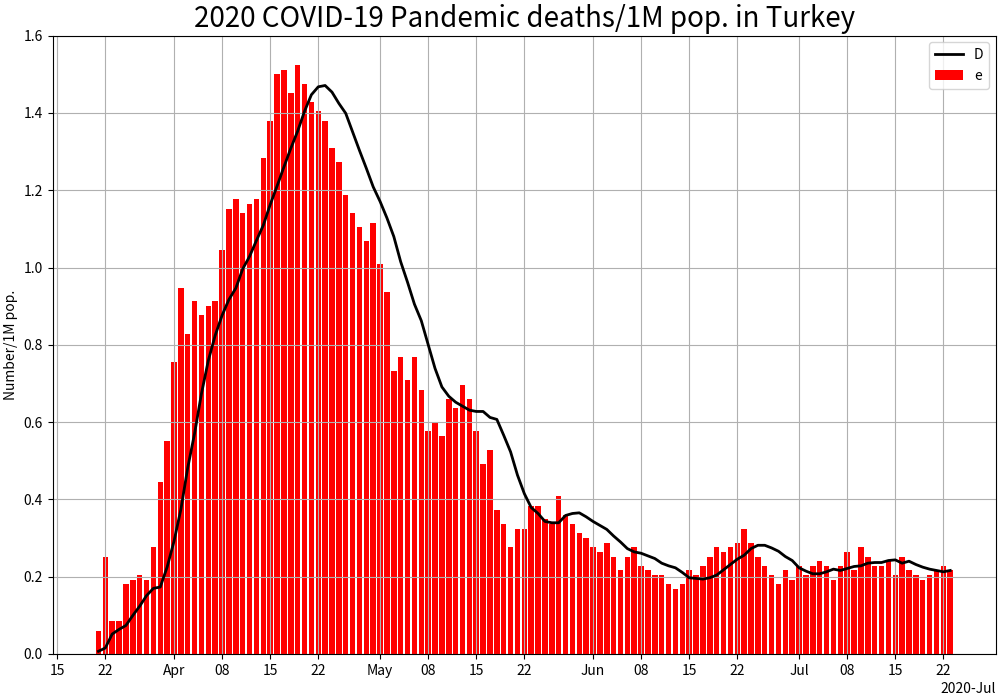 2020 COVID-19 Pandemic deaths/1M pop. in Turkey
D
e
Number/1M pop.
1.6
1.4
1.2
1.0
0.8
0.6
0.4
0.2
0.0
15 22 Apr 08 15 22 May 08 15 22 Jun 08 15 22 Jul 08 15 22
2020-Jul